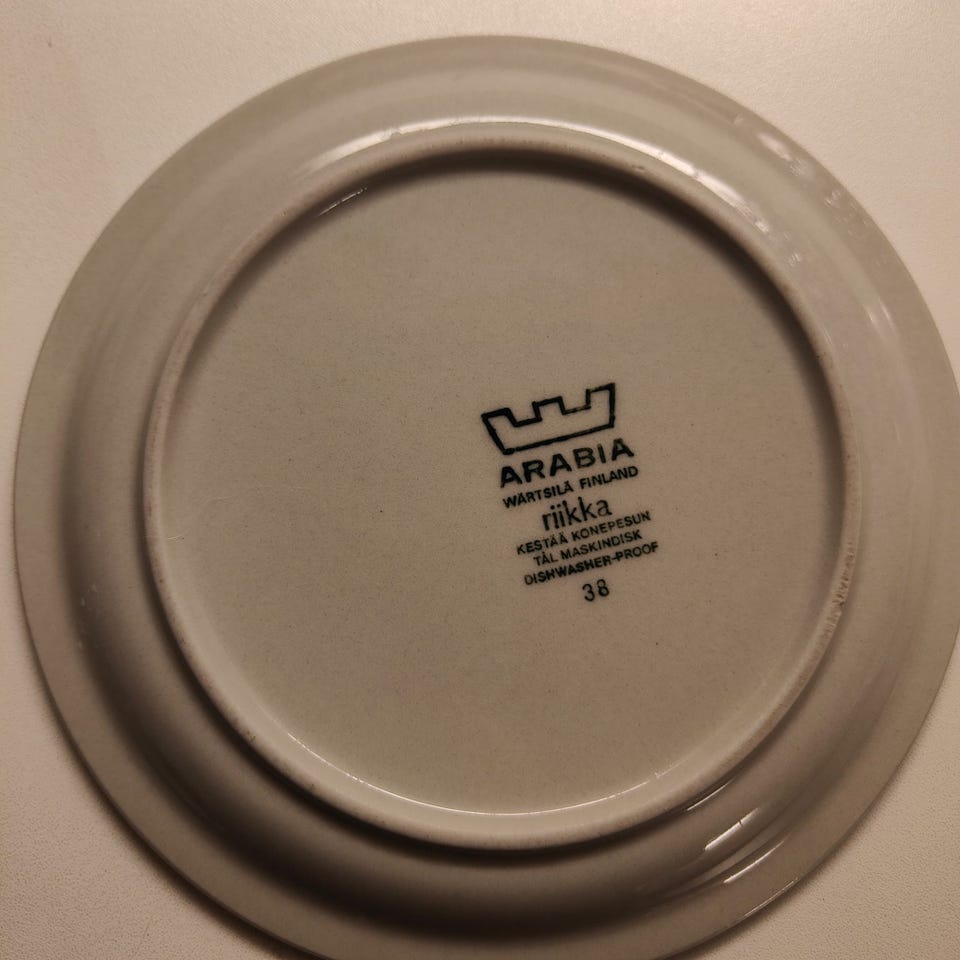 ARABIA
WÄRTSILÄ FINLAND
riikka
KESTÄÄ KONEPESUN
TÅL MASKINDISK
DISHWASHER-PROOF
38